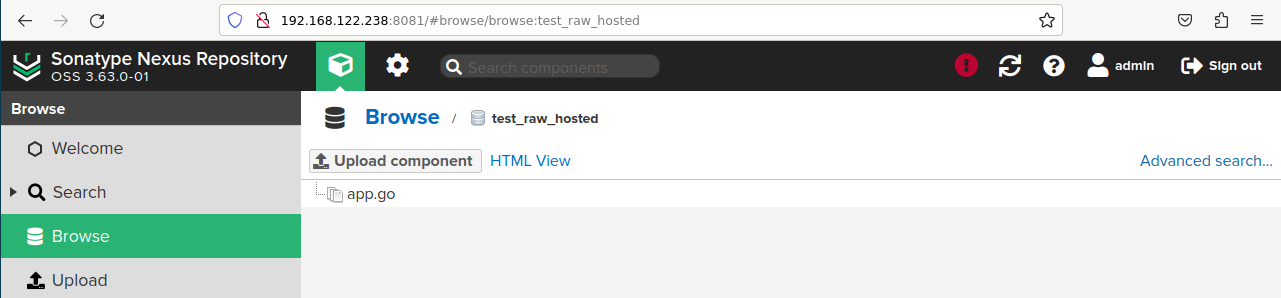 192.168.122.238:8081/#browse/browse:test_raw_hosted
Sonatype Nexus Repository
OSS 3.63.0-01
Search components
admin
Sign out
Browse
Browse / test_raw_hosted
Welcome
Upload component HTML View Advanced search...
Search
app.go
Browse
Upload